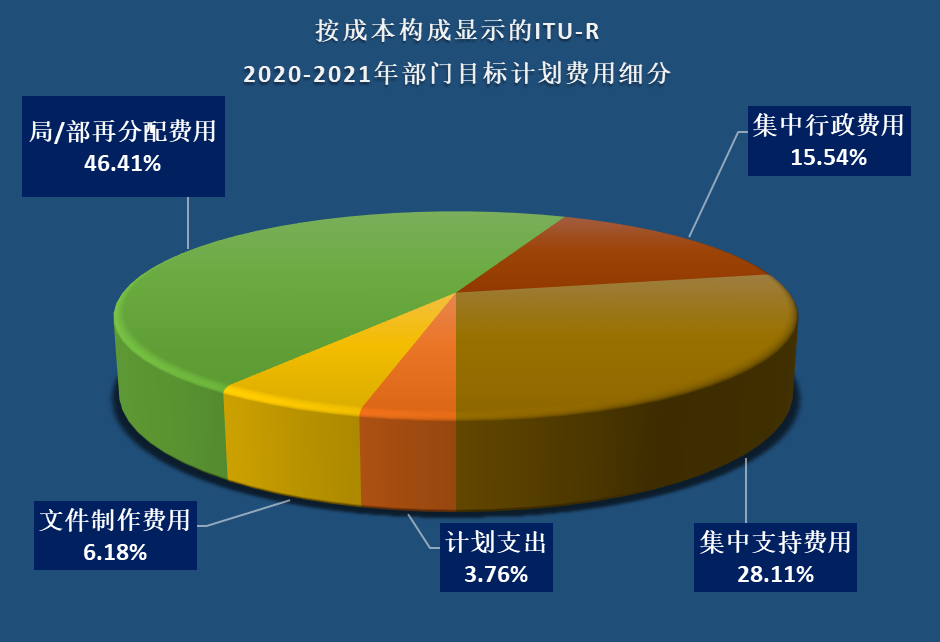 按成本构成显示的ITU-R
2020-2021年部门目标计划费用细分
局/部再分配费用
46.41%
集中行政费用
15.54%
文件制作费用
6.18%
计划支出
3.76%
集中支持费用
28.11%